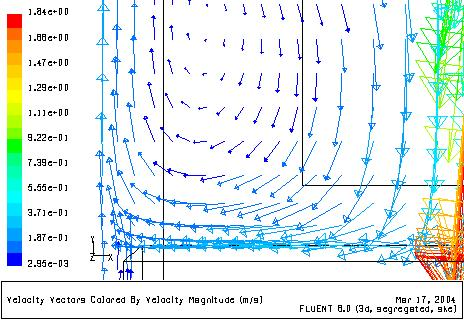 1.84e+00
1.66e+00
1.47e+00
1.29e+00
1.11e+00
9.22e-01
7.39e-01
5.55e-01
3.71e-01
1.87e-01
2.95e-03
Y
Z X
Velocity Vectors Colored By Velocity Magnitude (m/s)
Mar 17, 2004
FLUENT 6.0 (3d, segregated, ske)